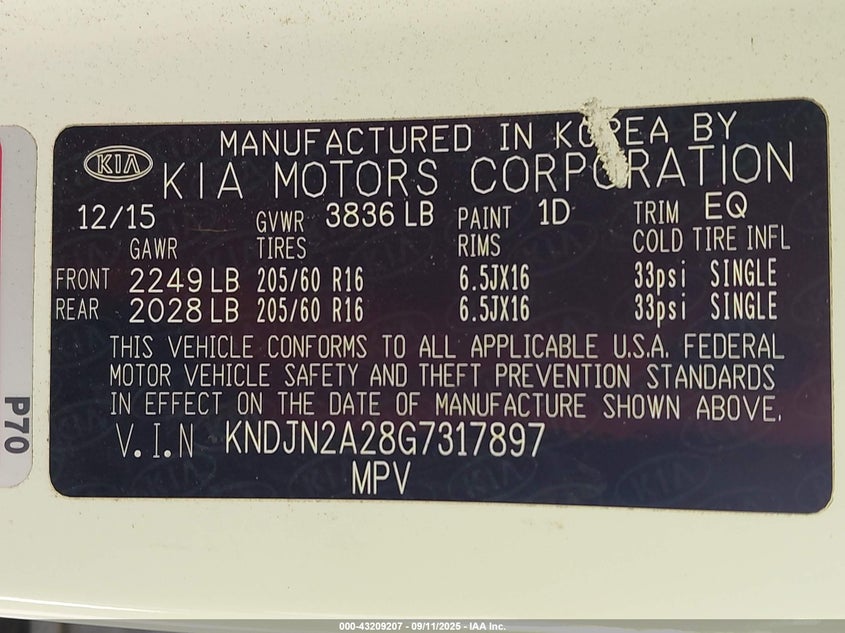 MANUFACTURED IN KOREA BY
KIA KIA MOTORS CORPORATION
12/15 GVWR 3836 LB PAINT 1D TRIM EQ
GAWR TIRES RIMS COLD TIRE INFL
FRONT 2249 LB 205/60 R16 6.5JX16 33psi SINGLE
REAR 2028 LB 205/60 R16 6.5JX16 33psi SINGLE
THIS VEHICLE CONFORMS TO ALL APPLICABLE U.S.A. FEDERAL
MOTOR VEHICLE SAFETY AND THEFT PREVENTION STANDARDS
IN EFFECT ON THE DATE OF MANUFACTURE SHOWN ABOVE.
V.I.N KNDJN2A28G7317897
MPV
P70
000-43209207 - 09/11/2025 - IAA Inc.